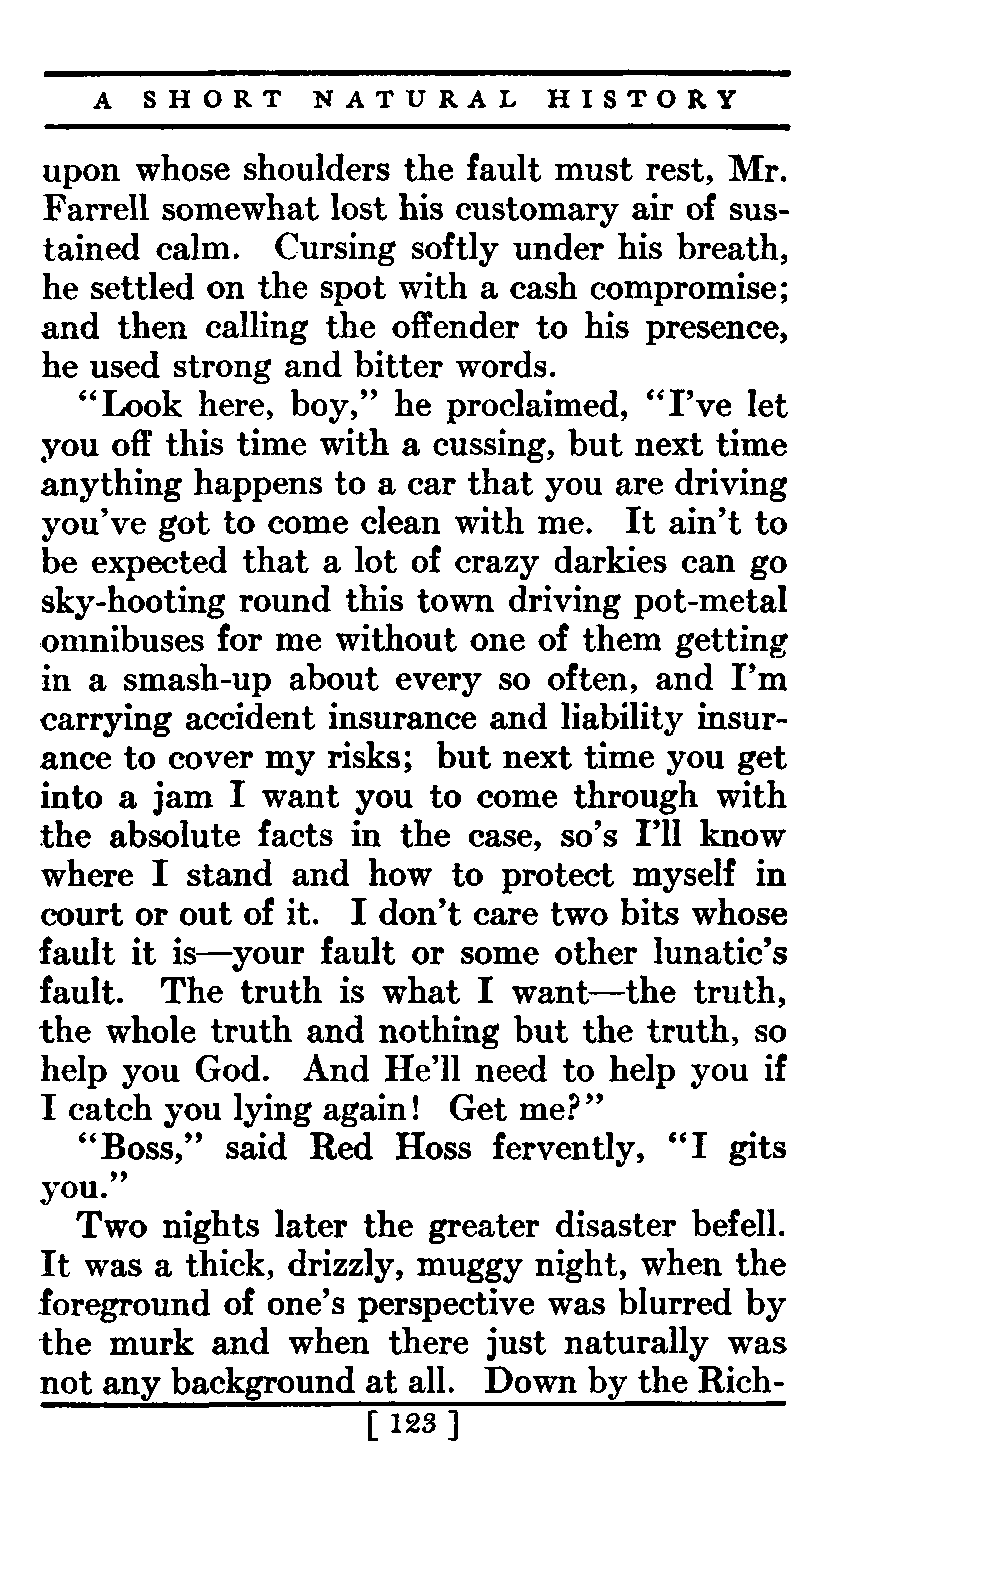 A SHORT NATURAL HISTORY
upon whose shoulders the fault must rest, Mr.
Farrell somewhat lost his customary air of sus-
tained calm. Cursing softly under his breath,
he settled on the spot with a cash compromise;
and then calling the offender to his presence,
he used strong and bitter words.
“Look here, boy,” he proclaimed, “I’ve let
you off this time with a cussing, but next time
anything happens to a car that you are driving
you’ve got to come clean with me. It ain’t to
be expected that a lot of crazy darkies can go
sky-hooting round this town driving pot-metal
omnibuses for me without one of them getting
in a smash-up about every so often, and I’m
carrying accident insurance and liability insur-
ance to cover my risks; but next time you get
into a jam I want you to come through with
the absolute facts in the case, so’s I’ll know
where I stand and how to protect myself in
court or out of it. I don’t care two bits whose
fault it is—your fault or some other lunatic’s
fault. The truth is what I want—the truth,
the whole truth and nothing but the truth, so
help you God. And He’ll need to help you if
I catch you lying again! Get me?”
“Boss,” said Red Hoss fervently, “I gits
you.”
Two nights later the greater disaster befell.
It was a thick, drizzly, muggy night, when the
foreground of one’s perspective was blurred by
the murk and when there just naturally was
not any background at all. Down by the Rich-
[ 123 ]